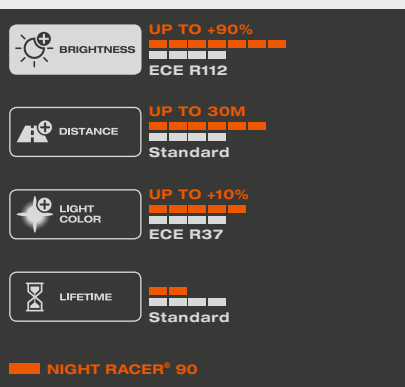 UP TO +90%
BRIGHTNESS
ECE R112
UP TO 30M
DISTANCE
Standard
UP TO +10%
LIGHT
COLOR
ECE R37
LIFETIME
Standard
NIGHT RACER® 90